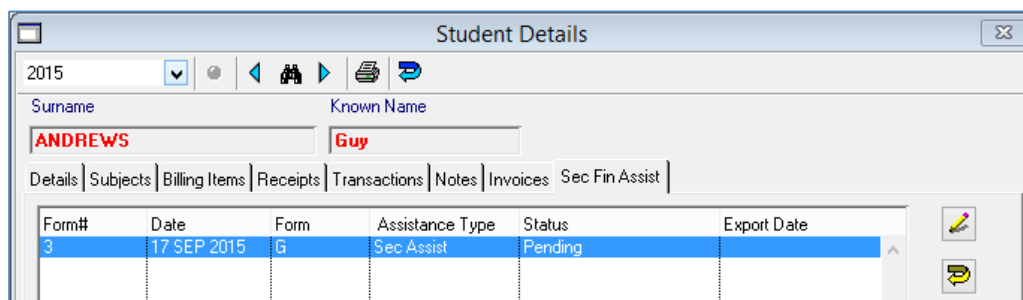 Student Details
2015
Surname Known Name
ANDREWS Guy
Details Subjects Billing Items Receipts Transactions Notes Invoices Sec Fin Assist
Form# Date Form Assistance Type Status Export Date
3 17 SEP 2015 G Sec Assist Pending